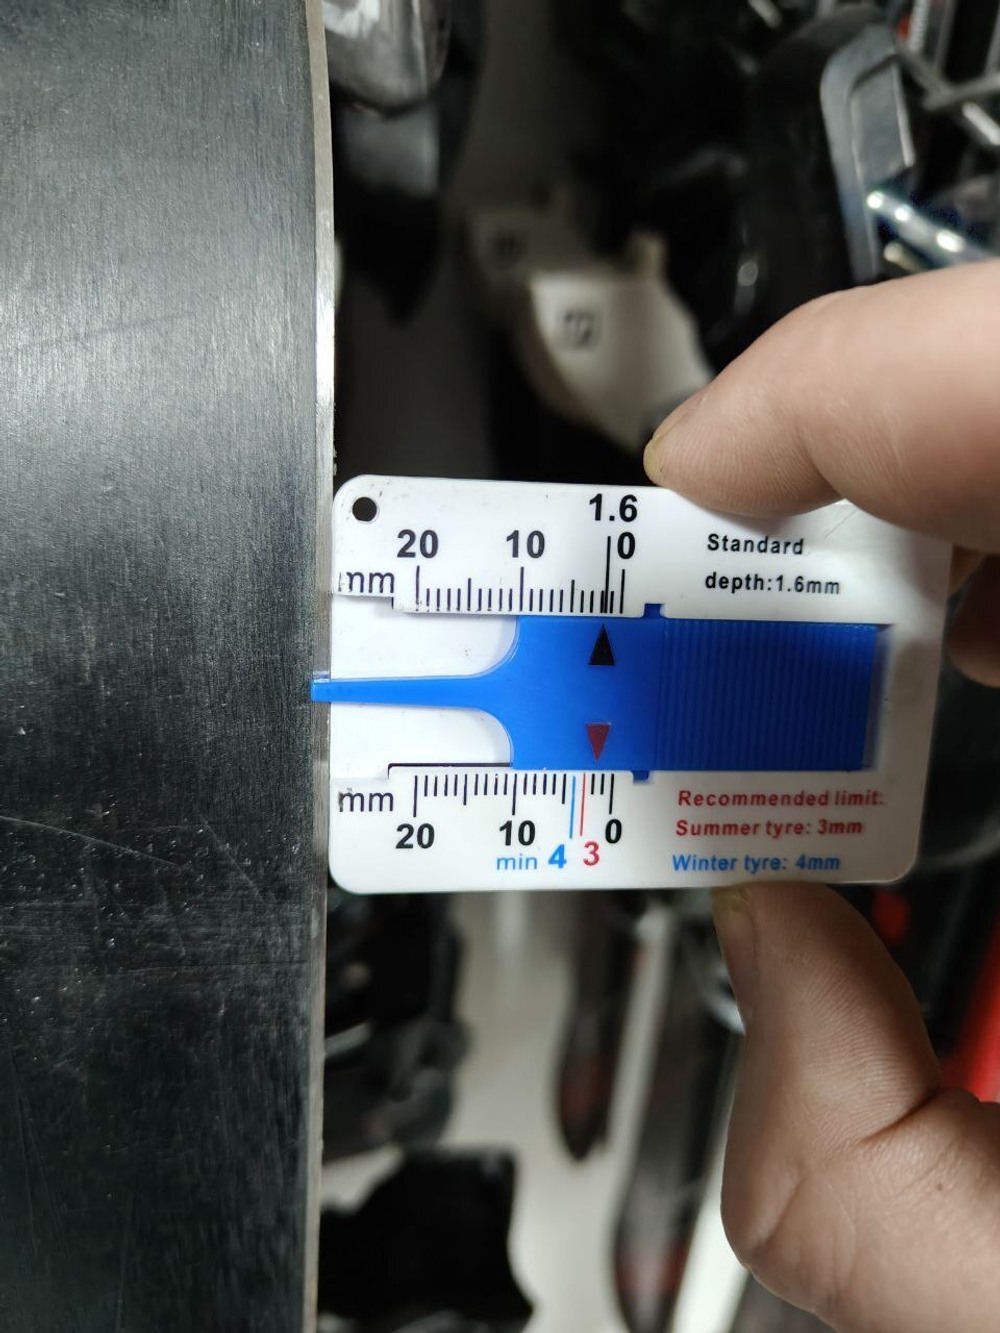 1.6
20 10 0
mm
Standard
depth:1.6mm
mm
20 10 0
min 4 3
Recommended limit:
Summer tyre: 3mm
Winter tyre: 4mm